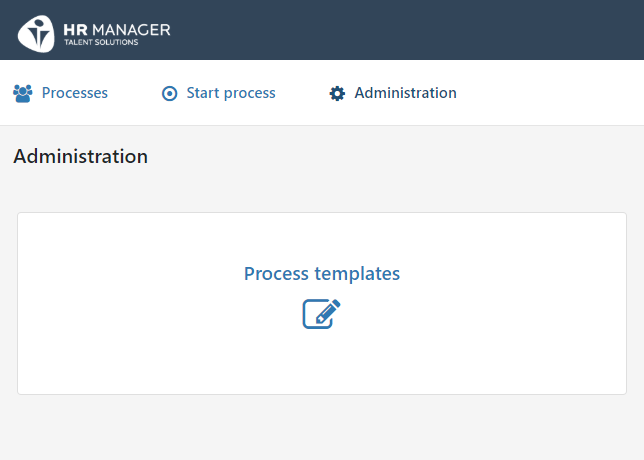 HR MANAGER
TALENT SOLUTIONS
Processes Start process Administration
Administration
Process templates